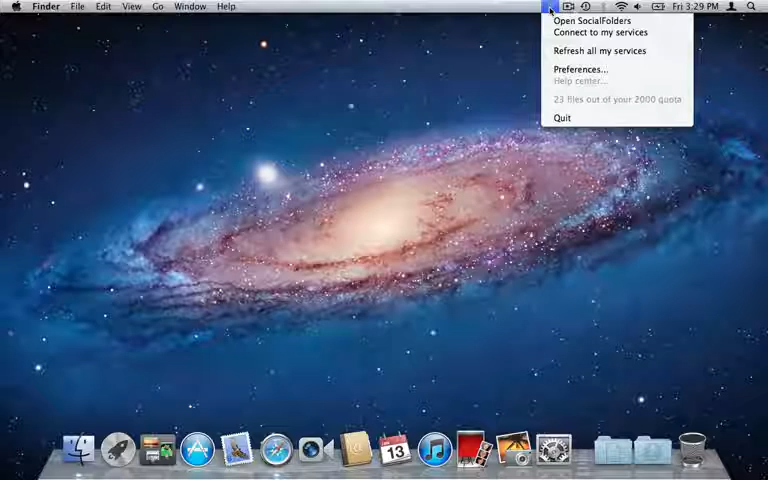 Finder File Edit View Go Window Help Fri 3:29 PM
Open SocialFolders
Connect to my services
Refresh all my services
Preferences...
Help center...
23 files out of your 2000 quota
Quit
13